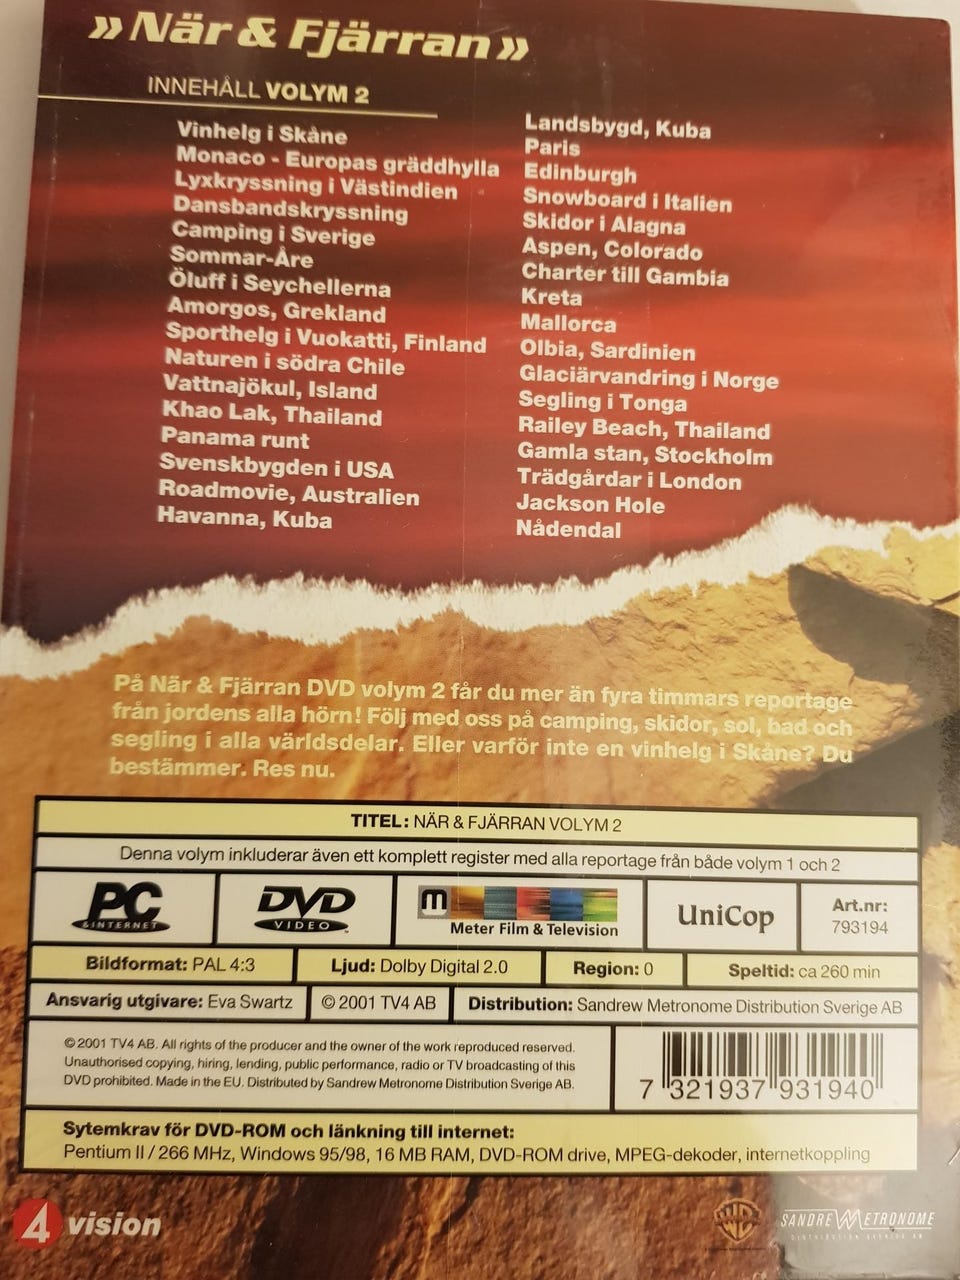 »När & Fjärran»
INNEHÅLL VOLYM 2
Vinhelg i Skåne
Monaco - Europas gräddhylla
Lyxkryssning i Västindien
Dansbandskryssning
Camping i Sverige
Sommar-Åre
Öluff i Seychellerna
Amorgos, Grekland
Sporthelg i Vuokatti, Finland
Naturen i södra Chile
Vattnajökul, Island
Khao Lak, Thailand
Panama runt
Svenskbygden i USA
Roadmovie, Australien
Havanna, Kuba
Landsbygd, Kuba
Paris
Edinburgh
Snowboard i Italien
Skidor i Alagna
Aspen, Colorado
Charter till Gambia
Kreta
Mallorca
Olbia, Sardinien
Glaciärvandring i Norge
Segling i Tonga
Railey Beach, Thailand
Gamla stan, Stockholm
Trädgårdar i London
Jackson Hole
Nådendal
På När & Fjärran DVD volym 2 får du mer än fyra timmars reportage
från jordens alla hörn! Följ med oss på camping, skidor, sol, bad och
segling i alla världsdelar. Eller varför inte en vinhelg i Skåne? Du
bestämmer. Res nu.
TITEL: NÄR & FJÄRRAN VOLYM 2
Denna volym inkluderar även ett komplett register med alla reportage från både volym 1 och 2
PC
& INTERNET
DVD
VIDEO
m
Meter Film & Television
UniCop
Art.nr:
793194
Bildformat: PAL 4:3
Ljud: Dolby Digital 2.0
Region: 0
Speltid: ca 260 min
Ansvarig utgivare: Eva Swartz
© 2001 TV4 AB
Distribution: Sandrew Metronome Distribution Sverige AB
© 2001 TV4 AB. All rights of the producer and the owner of the work reproduced reserved.
Unauthorised copying, hiring, lending, public performance, radio or TV broadcasting of this
DVD prohibited. Made in the EU. Distributed by Sandrew Metronome Distribution Sverige AB.
7 321937 931940
Sytemkrav för DVD-ROM och länkning till internet:
Pentium II / 266 MHz, Windows 95/98, 16 MB RAM, DVD-ROM drive, MPEG-dekoder, internetkoppling
4 vision
WB
SANDREW METRONOME
DISTRIBUTION SVERIGE AB